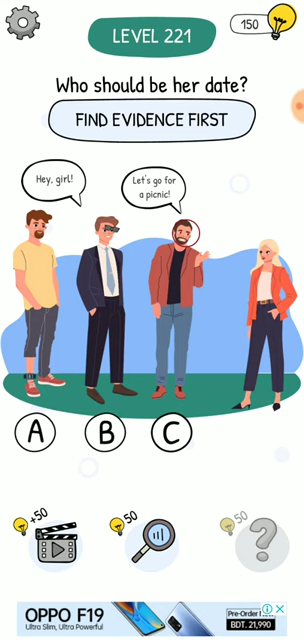 LEVEL 221
150
Who should be her date?
FIND EVIDENCE FIRST
Hey, girl!
Let's go for
a picnic!
A B C
+50
50
50
?
OPPO F19
Ultra Slim, Ultra Powerful
Pre-Order
BDT. 21,990